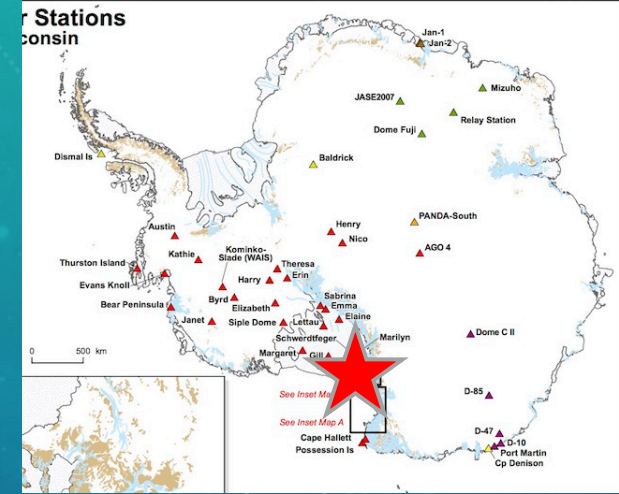 r Stations
consin
Jan-1
Jan-2
Mizuho
JASE2007
Relay Station
Dome Fuji
Dismal Is
Baldrick
PANDA-South
Henry
Austin
Nico
AGO 4
Kominko-
Slade (WAIS)
Kathie
Theresa
Thurston Island
Erin
Harry
Evans Knoll
Sabrina
Byrd
Emma
Bear Peninsula
Elizabeth
Elaine
Janet
Siple Dome
Lettau
Dome C II
Schwerdtfeger
Marilyn
0 500 km
Margaret
Gill
D-85
See Inset Ma
See Inset Map A
D-47
Cape Hallett
D-10
Possession Is
Port Martin
Cp Denison